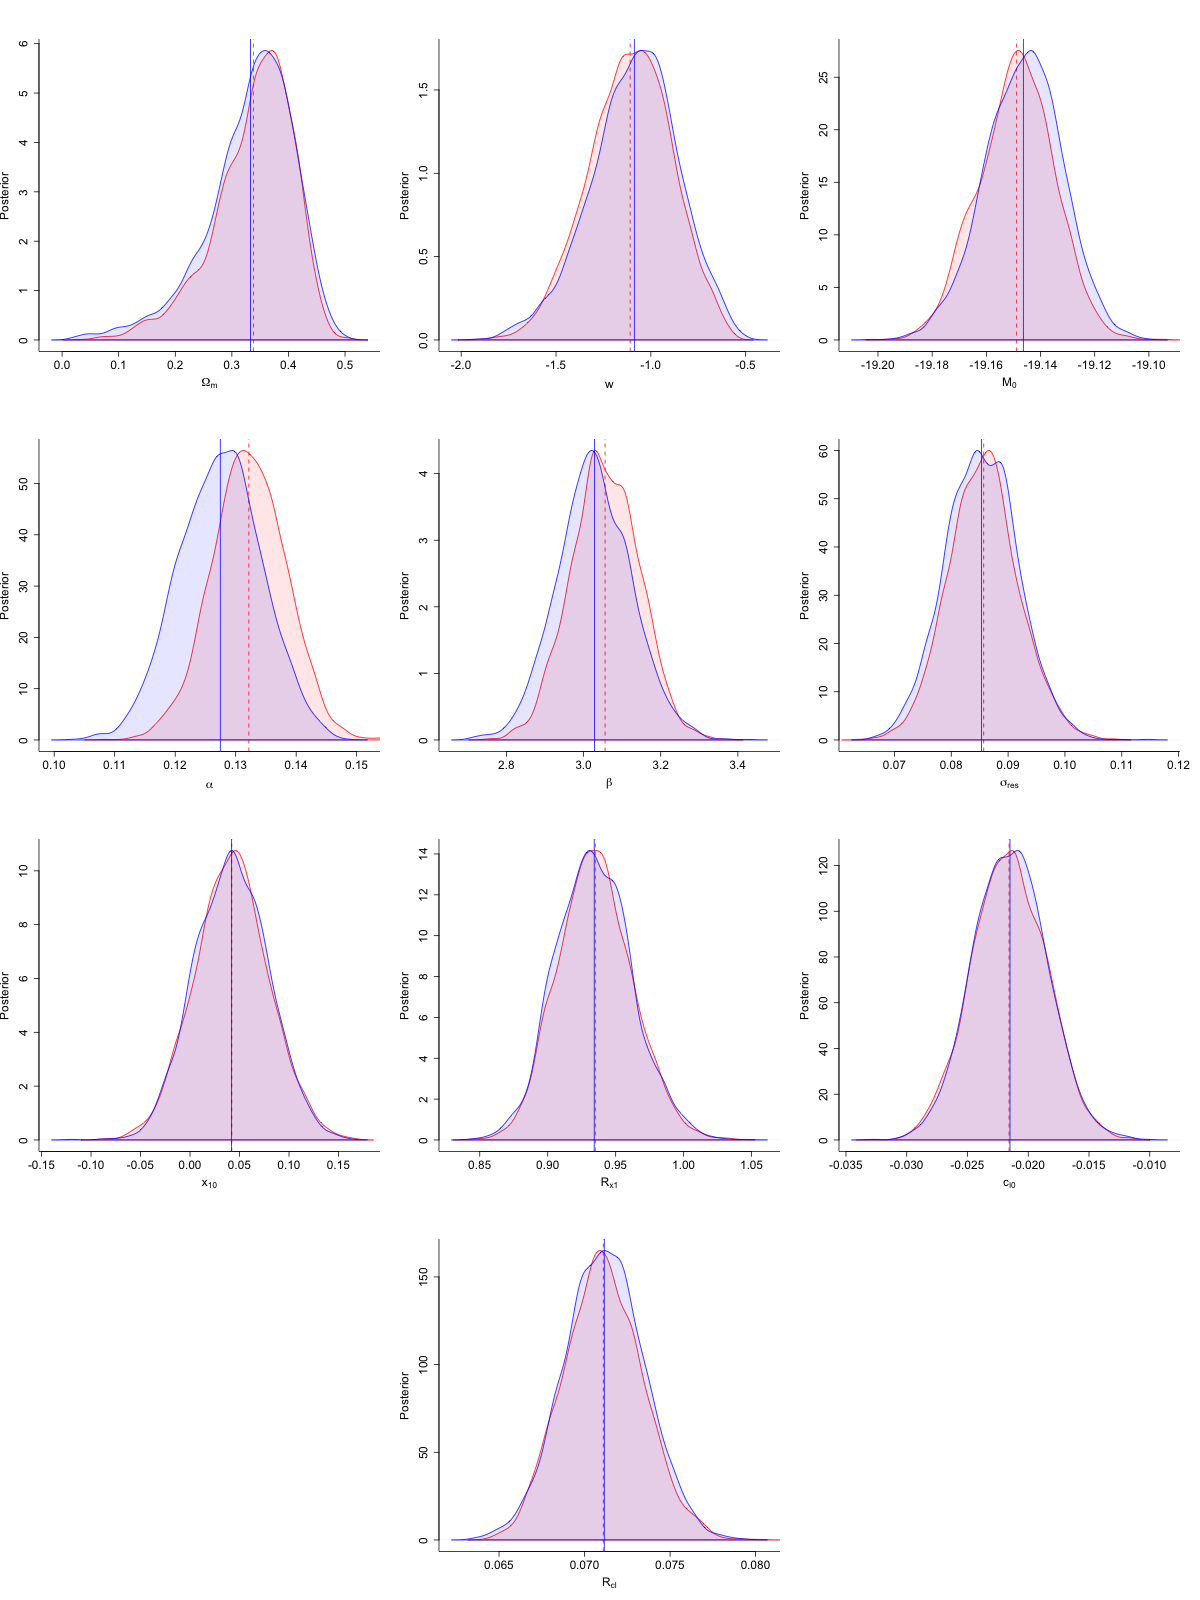 Posterior
0 1 2 3 4 5 6
0.0 0.1 0.2 0.3 0.4 0.5
Ωm
Posterior
0.0 0.5 1.0 1.5
-2.0 -1.5 -1.0 -0.5
w
Posterior
0 5 10 15 20 25
-19.20 -19.18 -19.16 -19.14 -19.12 -19.10
M0
Posterior
0 10 20 30 40 50
0.10 0.11 0.12 0.13 0.14 0.15
α
Posterior
0 1 2 3 4
2.8 3.0 3.2 3.4
β
Posterior
0 10 20 30 40 50 60
0.07 0.08 0.09 0.10 0.11 0.12
σres
Posterior
0 2 4 6 8 10
-0.15 -0.10 -0.05 0.00 0.05 0.10 0.15
x10
Posterior
0 2 4 6 8 10 12 14
0.85 0.90 0.95 1.00 1.05
Rx1
Posterior
0 20 40 60 80 100 120
-0.035 -0.030 -0.025 -0.020 -0.015 -0.010
cI0
Posterior
0 50 100 150
0.065 0.070 0.075 0.080
RcI